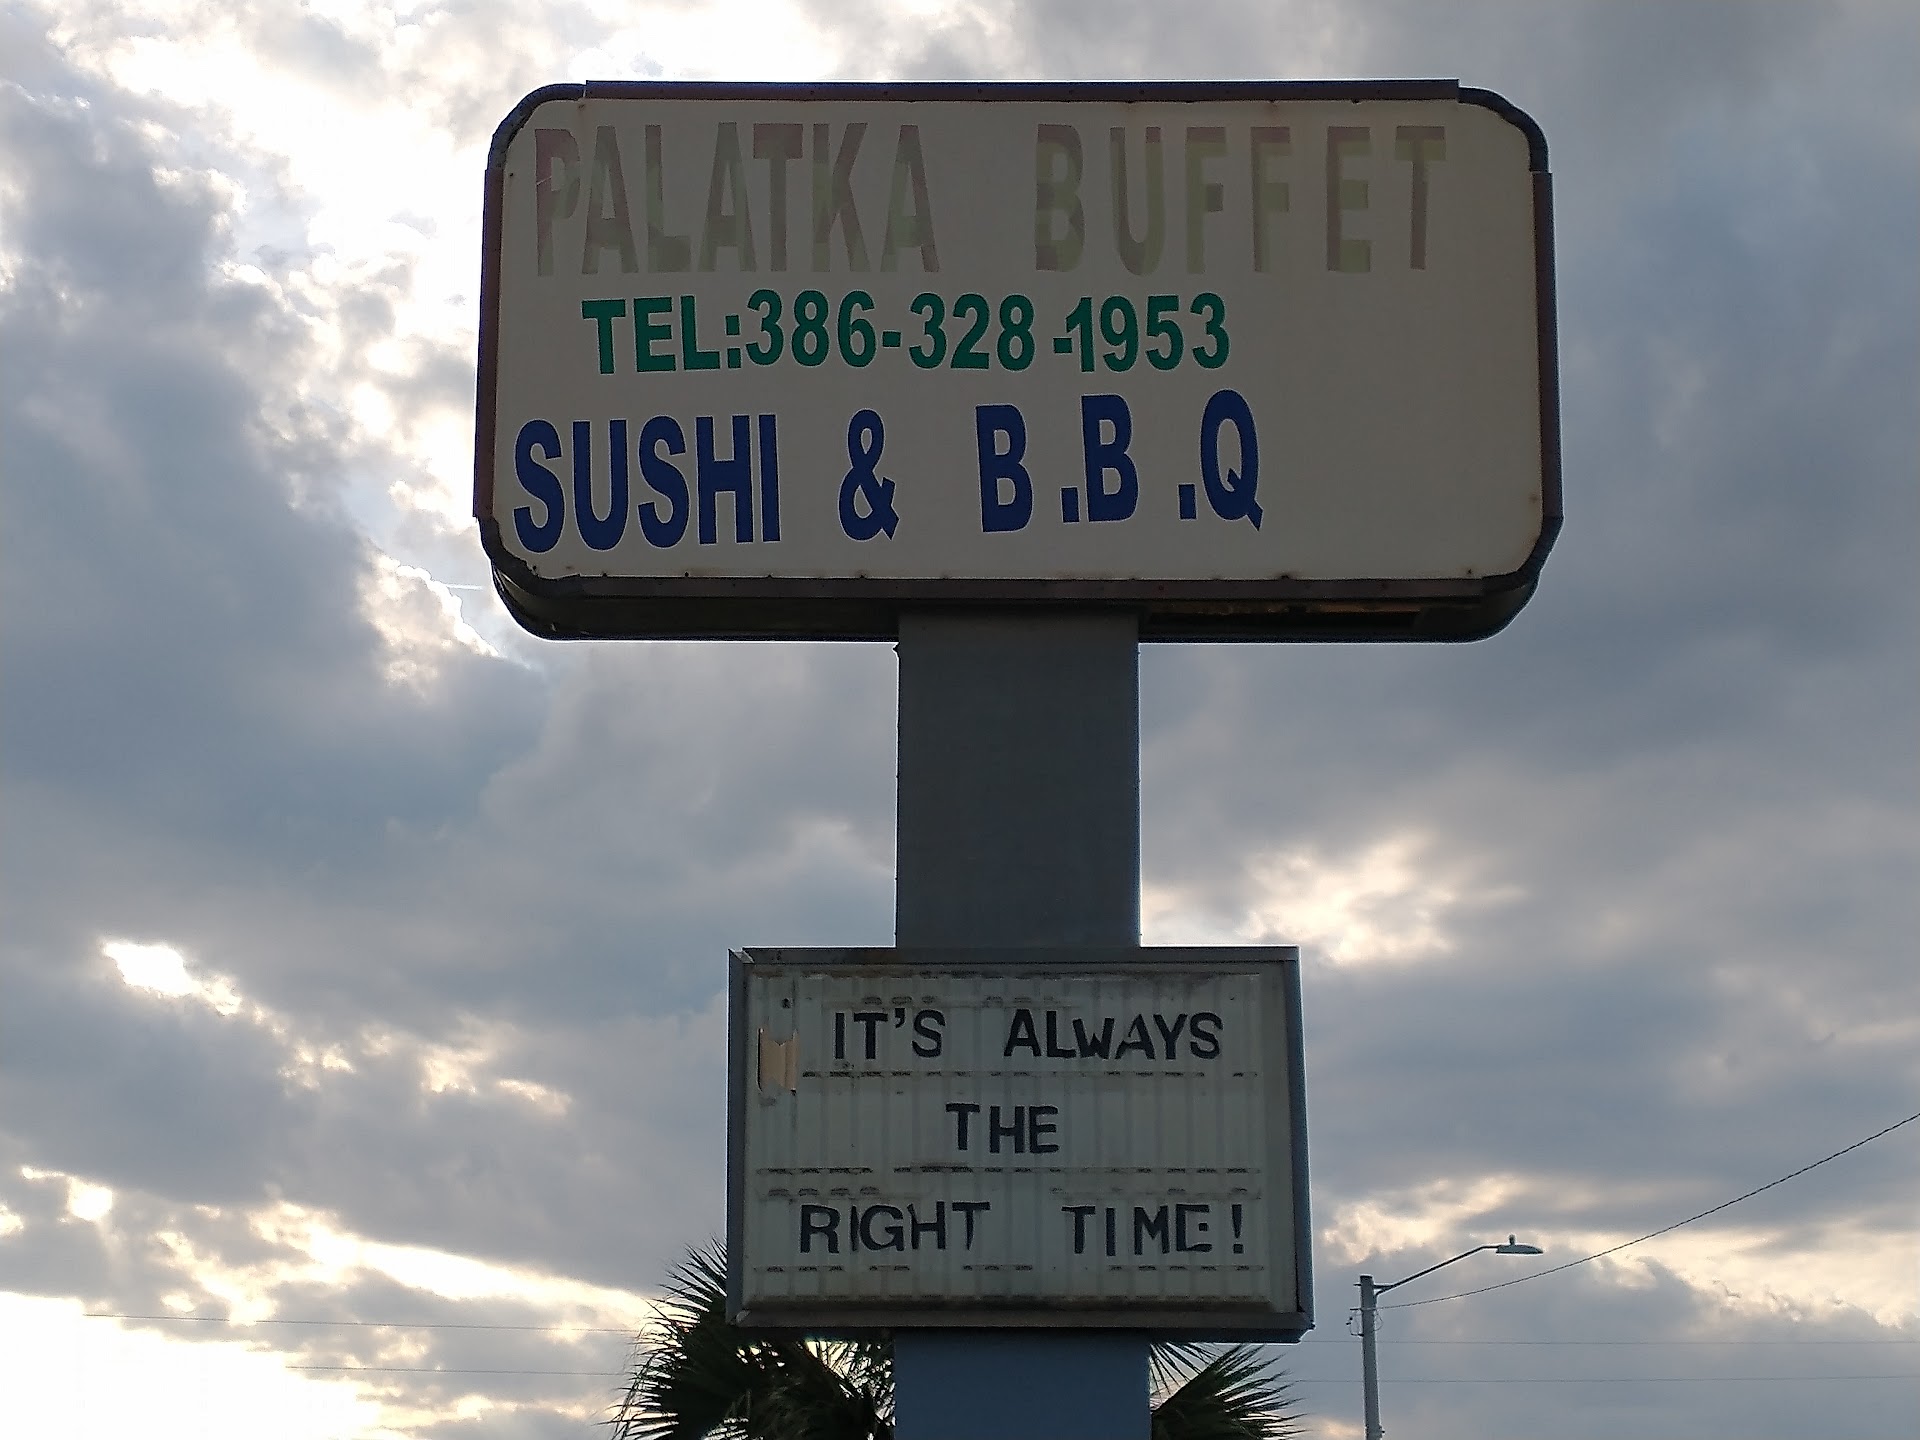 PALATKA BUFFET
TEL:386-328-1953
SUSHI & B.B.Q
IT'S ALWAYS
THE
RIGHT TIME!